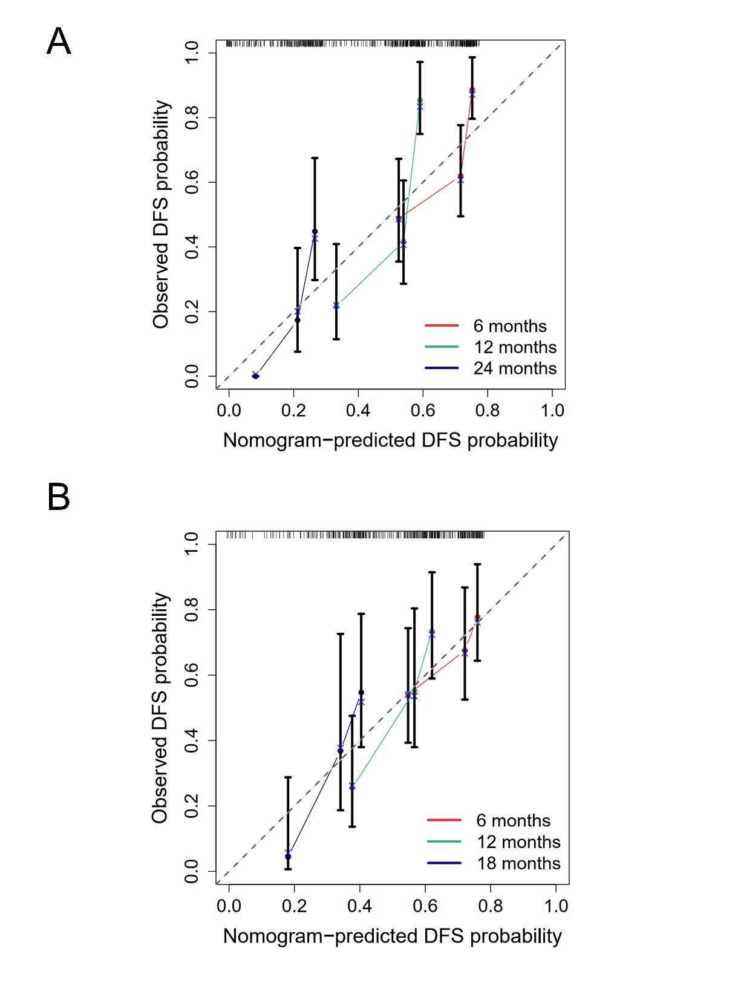 A
Observed DFS probability
1.0
0.8
0.6
0.4
0.2
0.0
6 months
12 months
24 months
0.0 0.2 0.4 0.6 0.8 1.0
Nomogram−predicted DFS probability
B
Observed DFS probability
1.0
0.8
0.6
0.4
0.2
0.0
6 months
12 months
18 months
0.0 0.2 0.4 0.6 0.8 1.0
Nomogram−predicted DFS probability